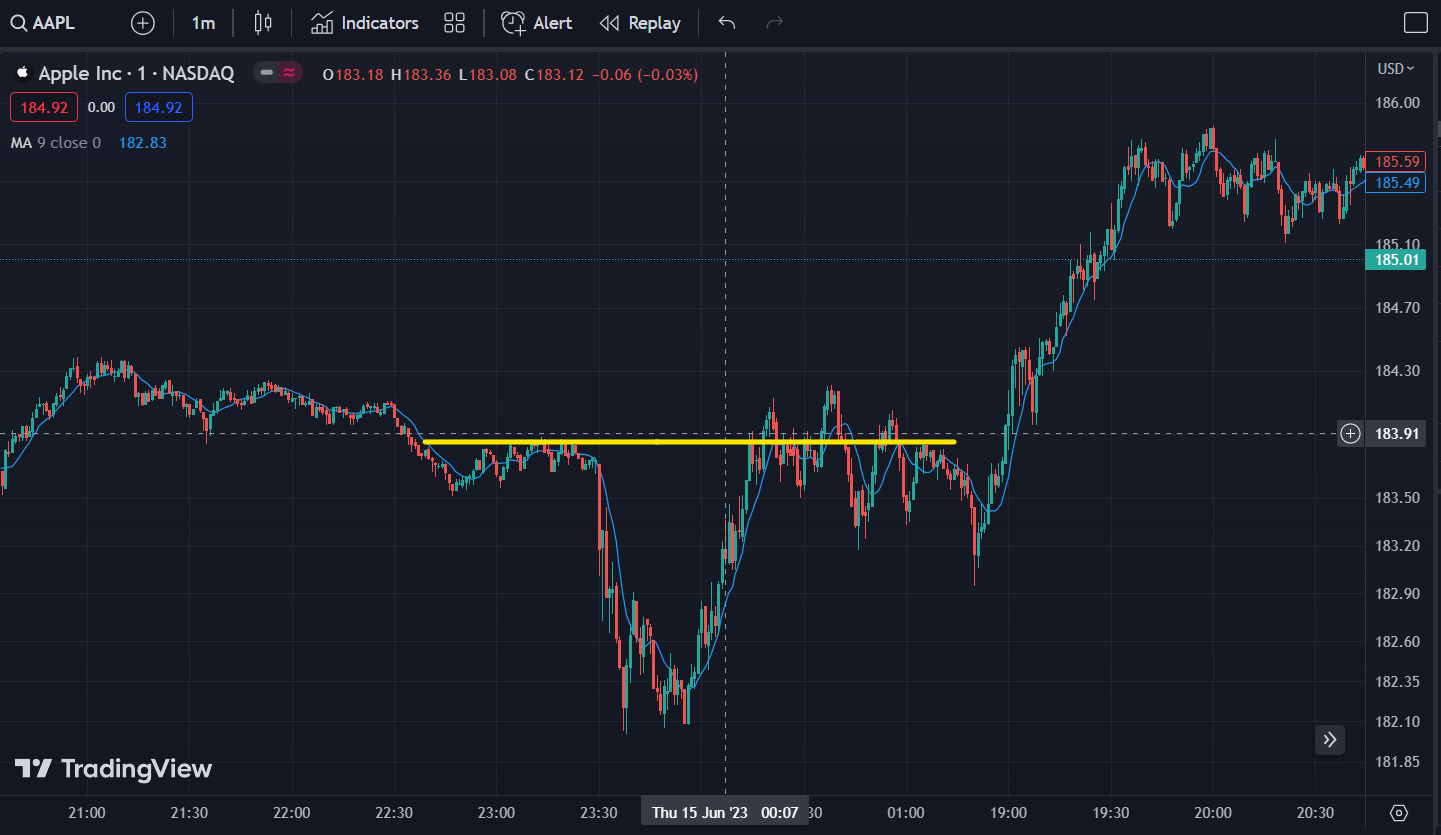 AAPL 1m Indicators Alert Replay
Apple Inc · 1 · NASDAQ O183.18 H183.36 L183.08 C183.12 −0.06 (−0.03%)
USD
184.92 0.00 184.92
186.00
MA 9 close 0 182.83
185.59
185.49
185.10
185.01
184.70
184.30
183.91
183.50
183.20
182.90
182.60
182.35
182.10
181.85
TradingView
21:00 21:30 22:00 22:30 23:00 23:30 Thu 15 Jun '23 00:07 :30 01:00 19:00 19:30 20:00 20:30